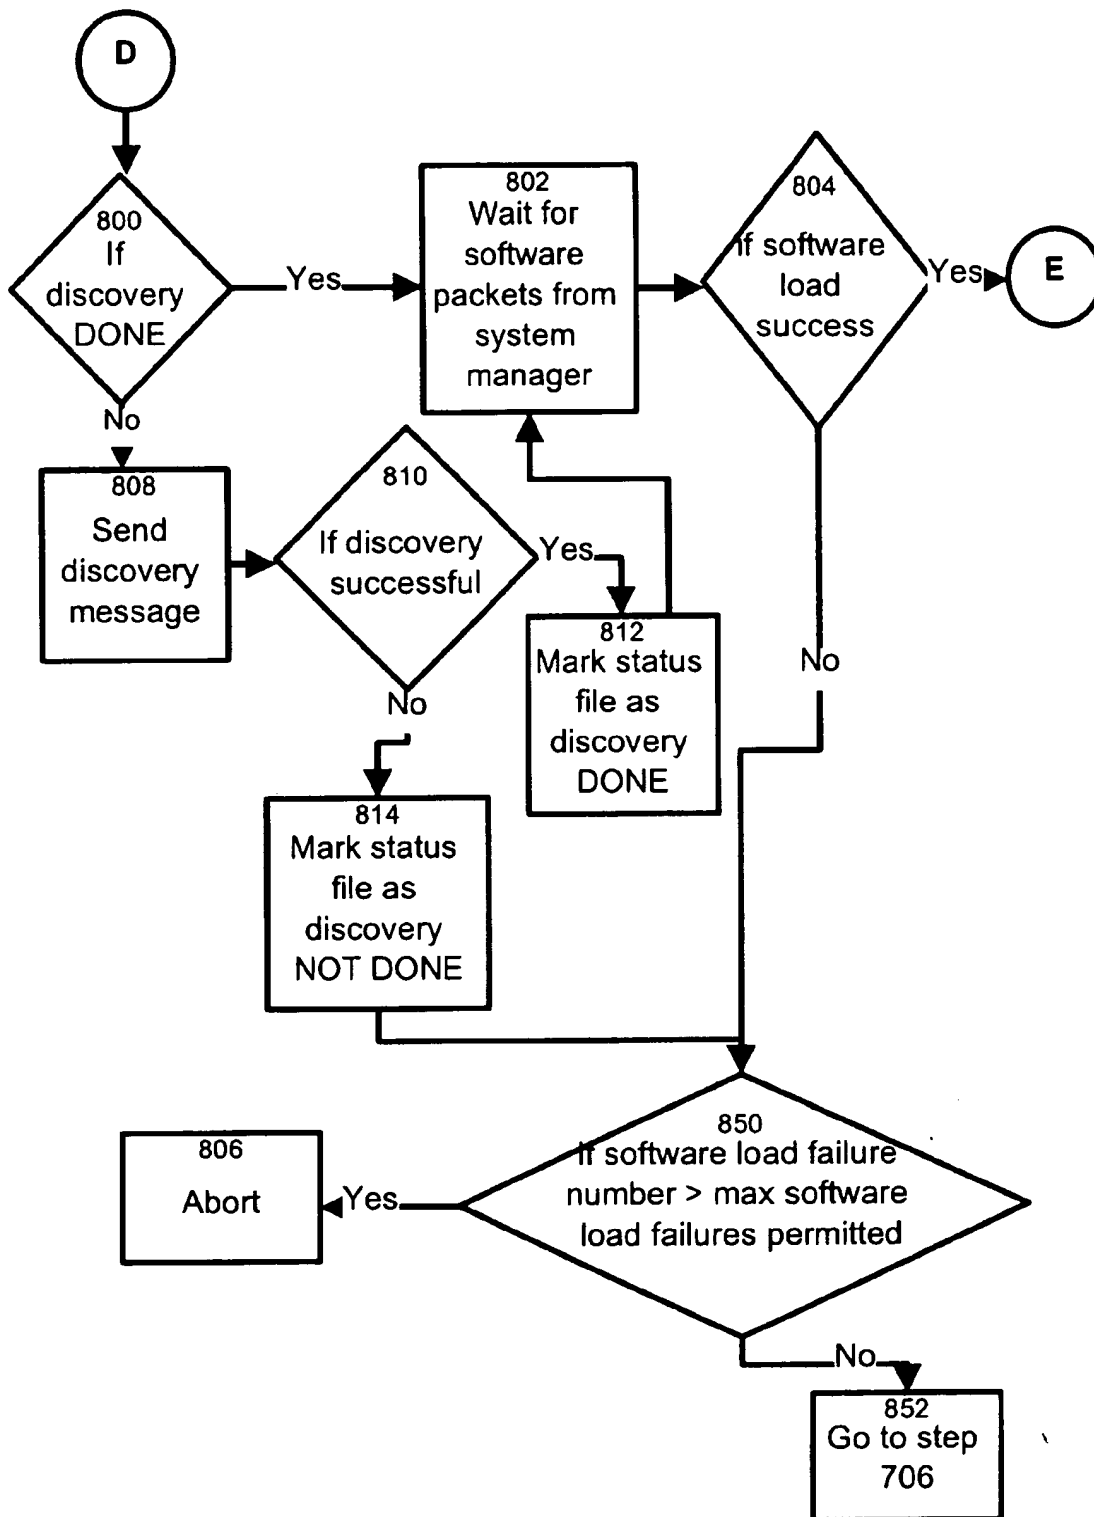 D
800
If
discovery
DONE
Yes
No
802
Wait for
software
packets from
system
manager
804
If software
load
success
Yes
E
No
808
Send
discovery
message
810
If discovery
successful
Yes
No
812
Mark status
file as
discovery
DONE
814
Mark status
file as
discovery
NOT DONE
850
If software load failure
number > max software
load failures permitted
Yes
806
Abort
No
852
Go to step
706